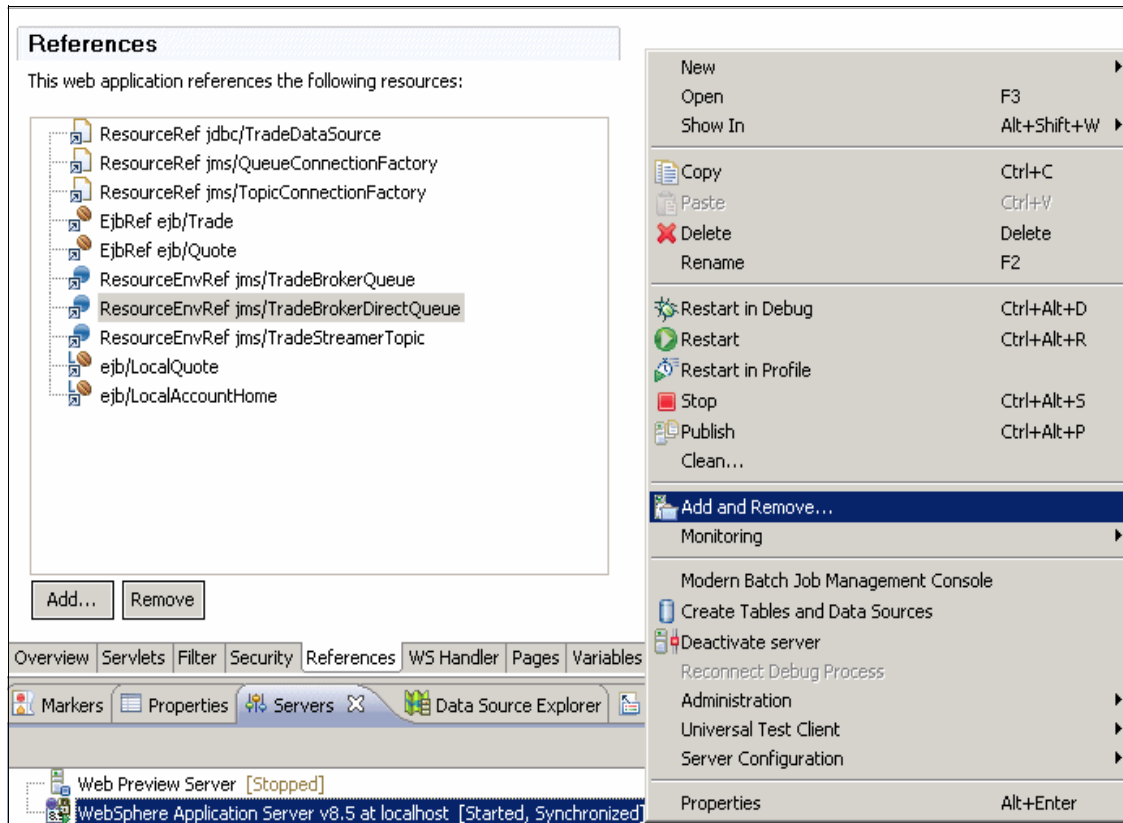 References
This web application references the following resources:
ResourceRef jdbc/TradeDataSource
ResourceRef jms/QueueConnectionFactory
ResourceRef jms/TopicConnectionFactory
EjbRef ejb/Trade
EjbRef ejb/Quote
ResourceEnvRef jms/TradeBrokerQueue
ResourceEnvRef jms/TradeBrokerDirectQueue
ResourceEnvRef jms/TradeStreamerTopic
ejb/LocalQuote
ejb/LocalAccountHome
Add... Remove
Overview Servlets Filter Security References WS Handler Pages Variables
Markers Properties Servers Data Source Explorer
Web Preview Server [Stopped]
WebSphere Application Server v8.5 at localhost [Started, Synchronized]
New
Open F3
Show In Alt+Shift+W
Copy Ctrl+C
Paste Ctrl+V
Delete Delete
Rename F2
Restart in Debug Ctrl+Alt+D
Restart Ctrl+Alt+R
Restart in Profile
Stop Ctrl+Alt+S
Publish Ctrl+Alt+P
Clean...
Add and Remove...
Monitoring
Modern Batch Job Management Console
Create Tables and Data Sources
Deactivate server
Reconnect Debug Process
Administration
Universal Test Client
Server Configuration
Properties Alt+Enter